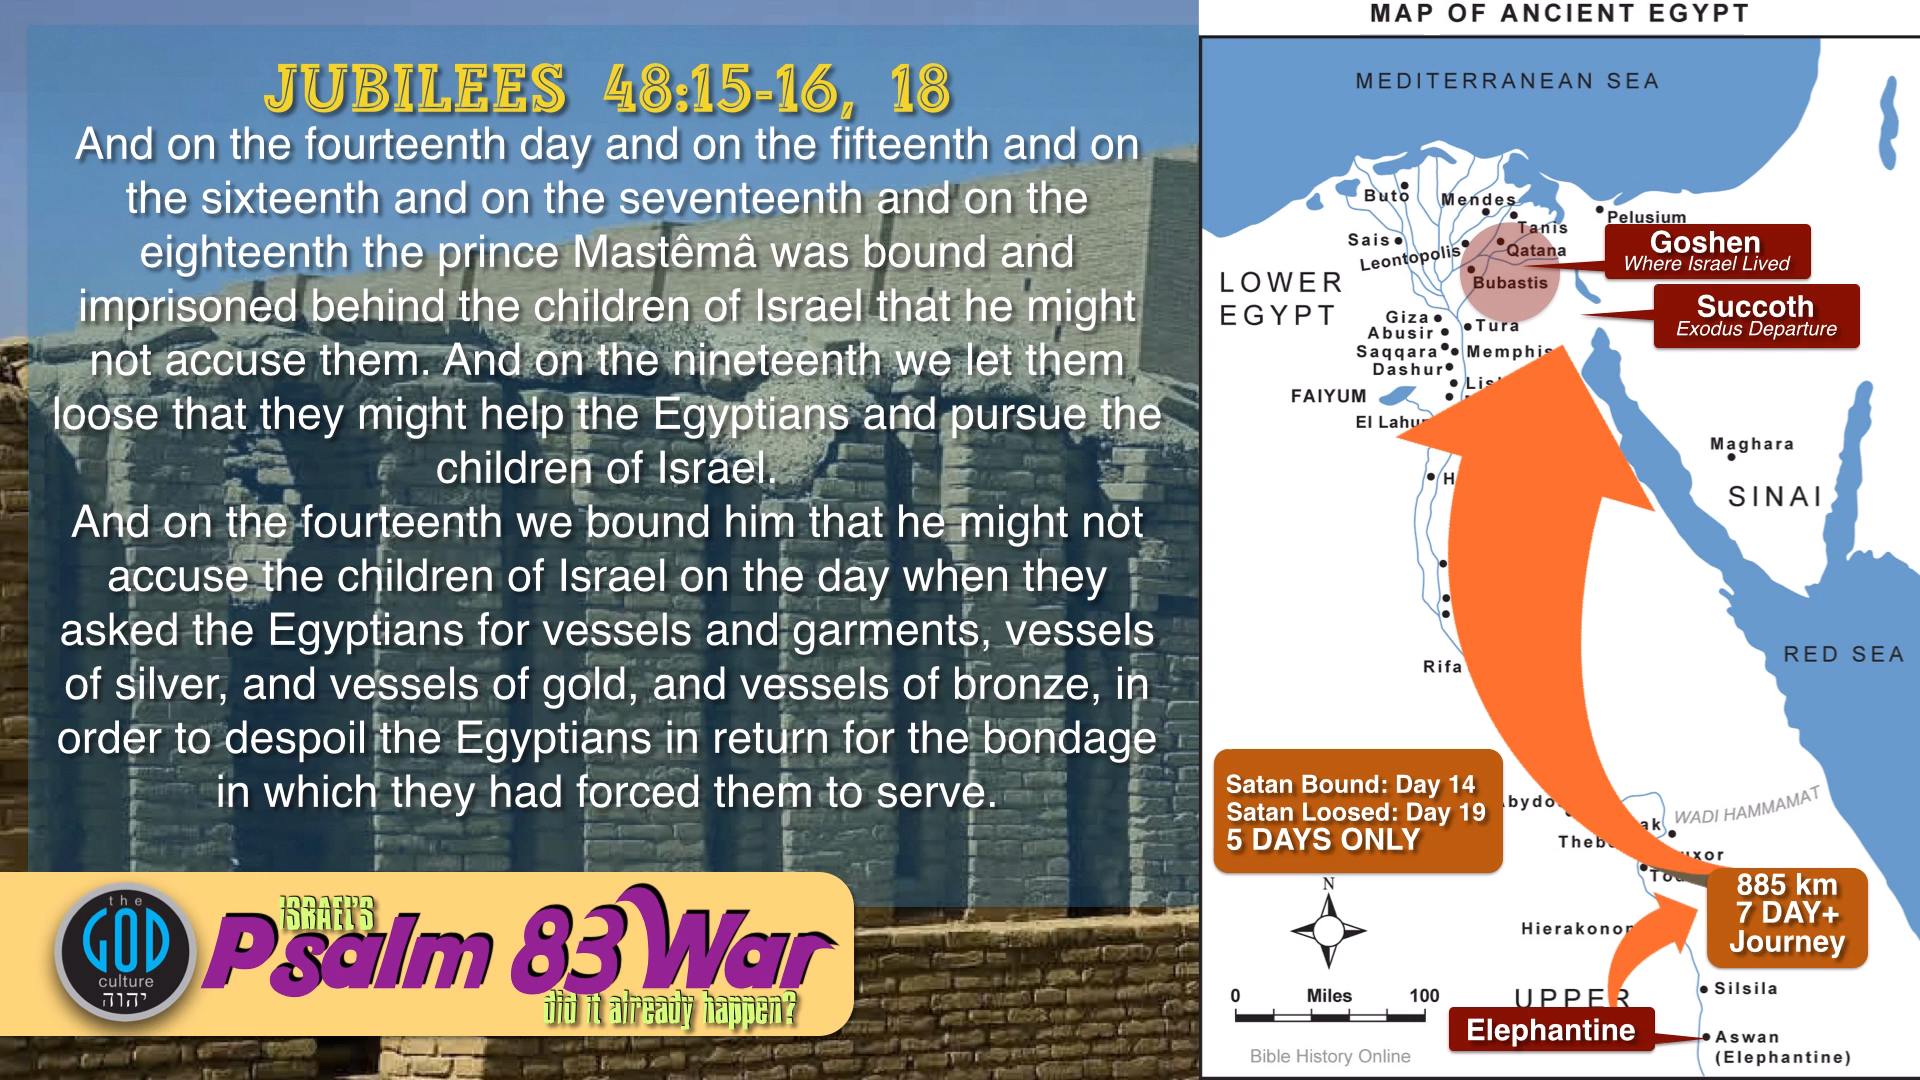 JUBILEES 48:15-16, 18
And on the fourteenth day and on the fifteenth and on
the sixteenth and on the seventeenth and on the
eighteenth the prince Mastêmâ was bound and
imprisoned behind the children of Israel that he might
not accuse them. And on the nineteenth we let them
loose that they might help the Egyptians and pursue the
children of Israel.
And on the fourteenth we bound him that he might not
accuse the children of Israel on the day when they
asked the Egyptians for vessels and garments, vessels
of silver, and vessels of gold, and vessels of bronze, in
order to despoil the Egyptians in return for the bondage
in which they had forced them to serve.
the
GOD
culture
יהוה
ISRAEL'S
Psalm 83 War
did it already happen?
MAP OF ANCIENT EGYPT
MEDITERRANEAN SEA
Buto
Mendes
Pelusium
Tanis
Sais
Qatana
Leontopolis
Bubastis
Goshen
Where Israel Lived
LOWER
EGYPT
Succoth
Exodus Departure
Giza
Tura
Abusir
Saqqara
Memphis
Dashur
FAIYUM
El Lahu
Maghara
SINAI
H
Rifa
RED SEA
Satan Bound: Day 14
Satan Loosed: Day 19
5 DAYS ONLY
WADI HAMMAMAT
bydo
ak
Theb
uxor
885 km
7 DAY+
Journey
N
Hierakonor
0 Miles 100
UPPER
Silsila
Elephantine
Aswan
(Elephantine)
Bible History Online